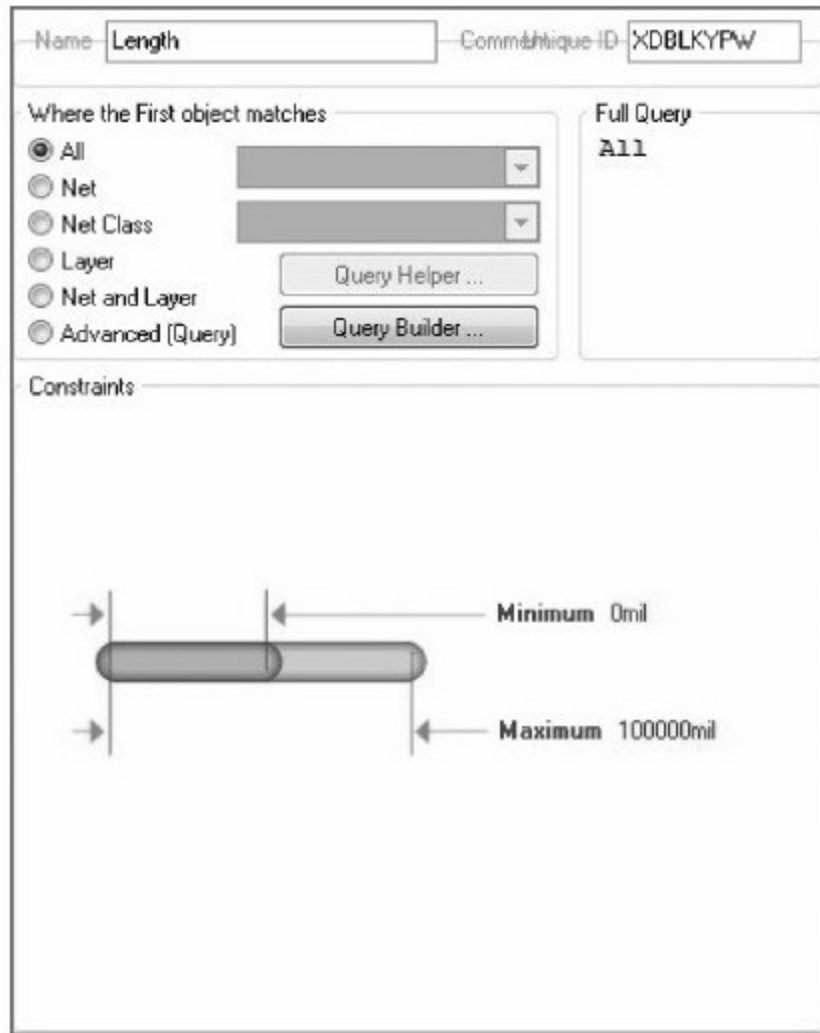 Name Length Comment Unique ID XDBLKYPW
Where the First object matches
All
Net
Net Class
Layer
Net and Layer
Advanced (Query)
Query Helper ...
Query Builder ...
Full Query
All
Constraints
Minimum 0mil
Maximum 100000mil